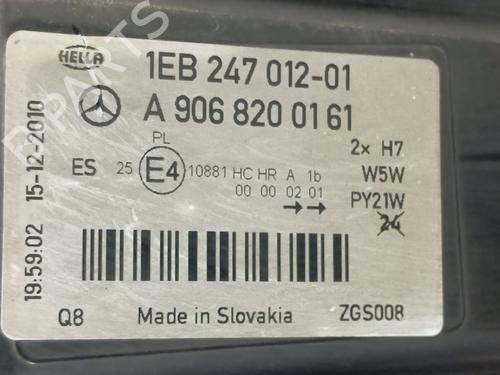 HELLA
1EB 247 012-01
A 906 820 01 61
PL
2x H7
ES 25 E4 10881 HC HR A 1b
W5W
00 00 02 01
PY21W
24
19:59:02 15-12-2010
Q8 Made in Slovakia ZGS008
B PARTS